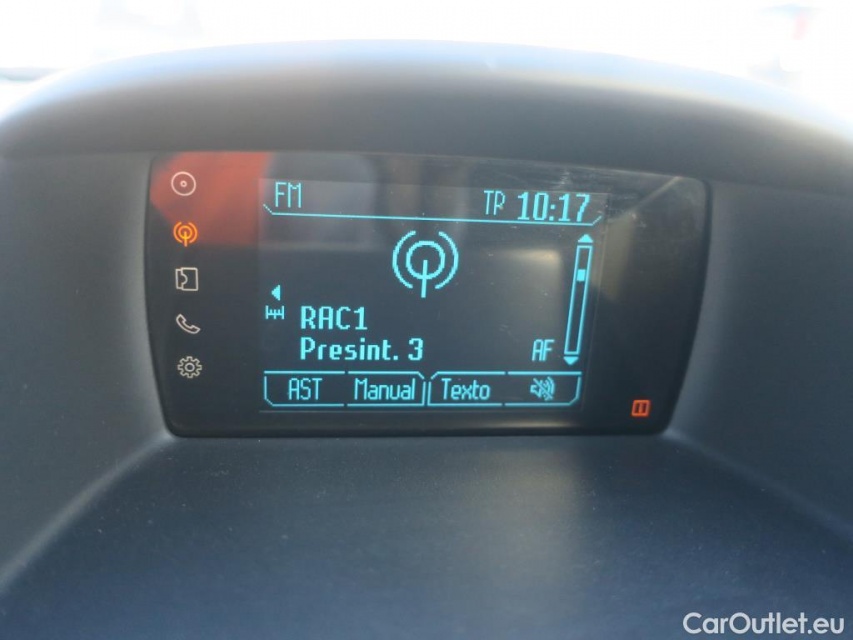 FM TP 10:17
RAC1
Presint. 3
AF
AST Manual Texto
CarOutlet.eu